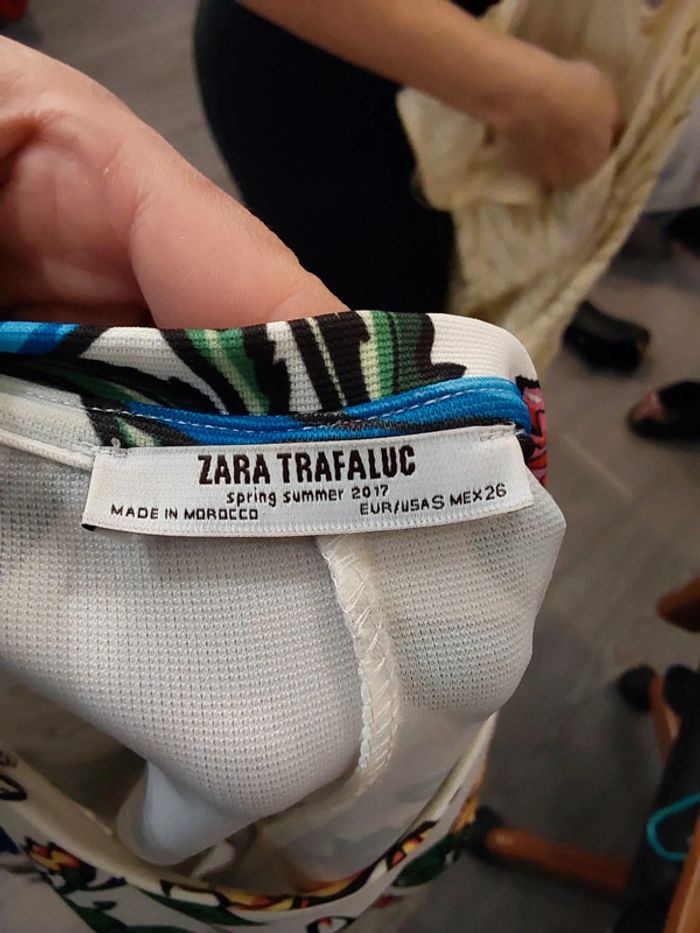 ZARA TRAFALUC
spring summer 2017
MADE IN MOROCCO EUR/USA S MEX 26